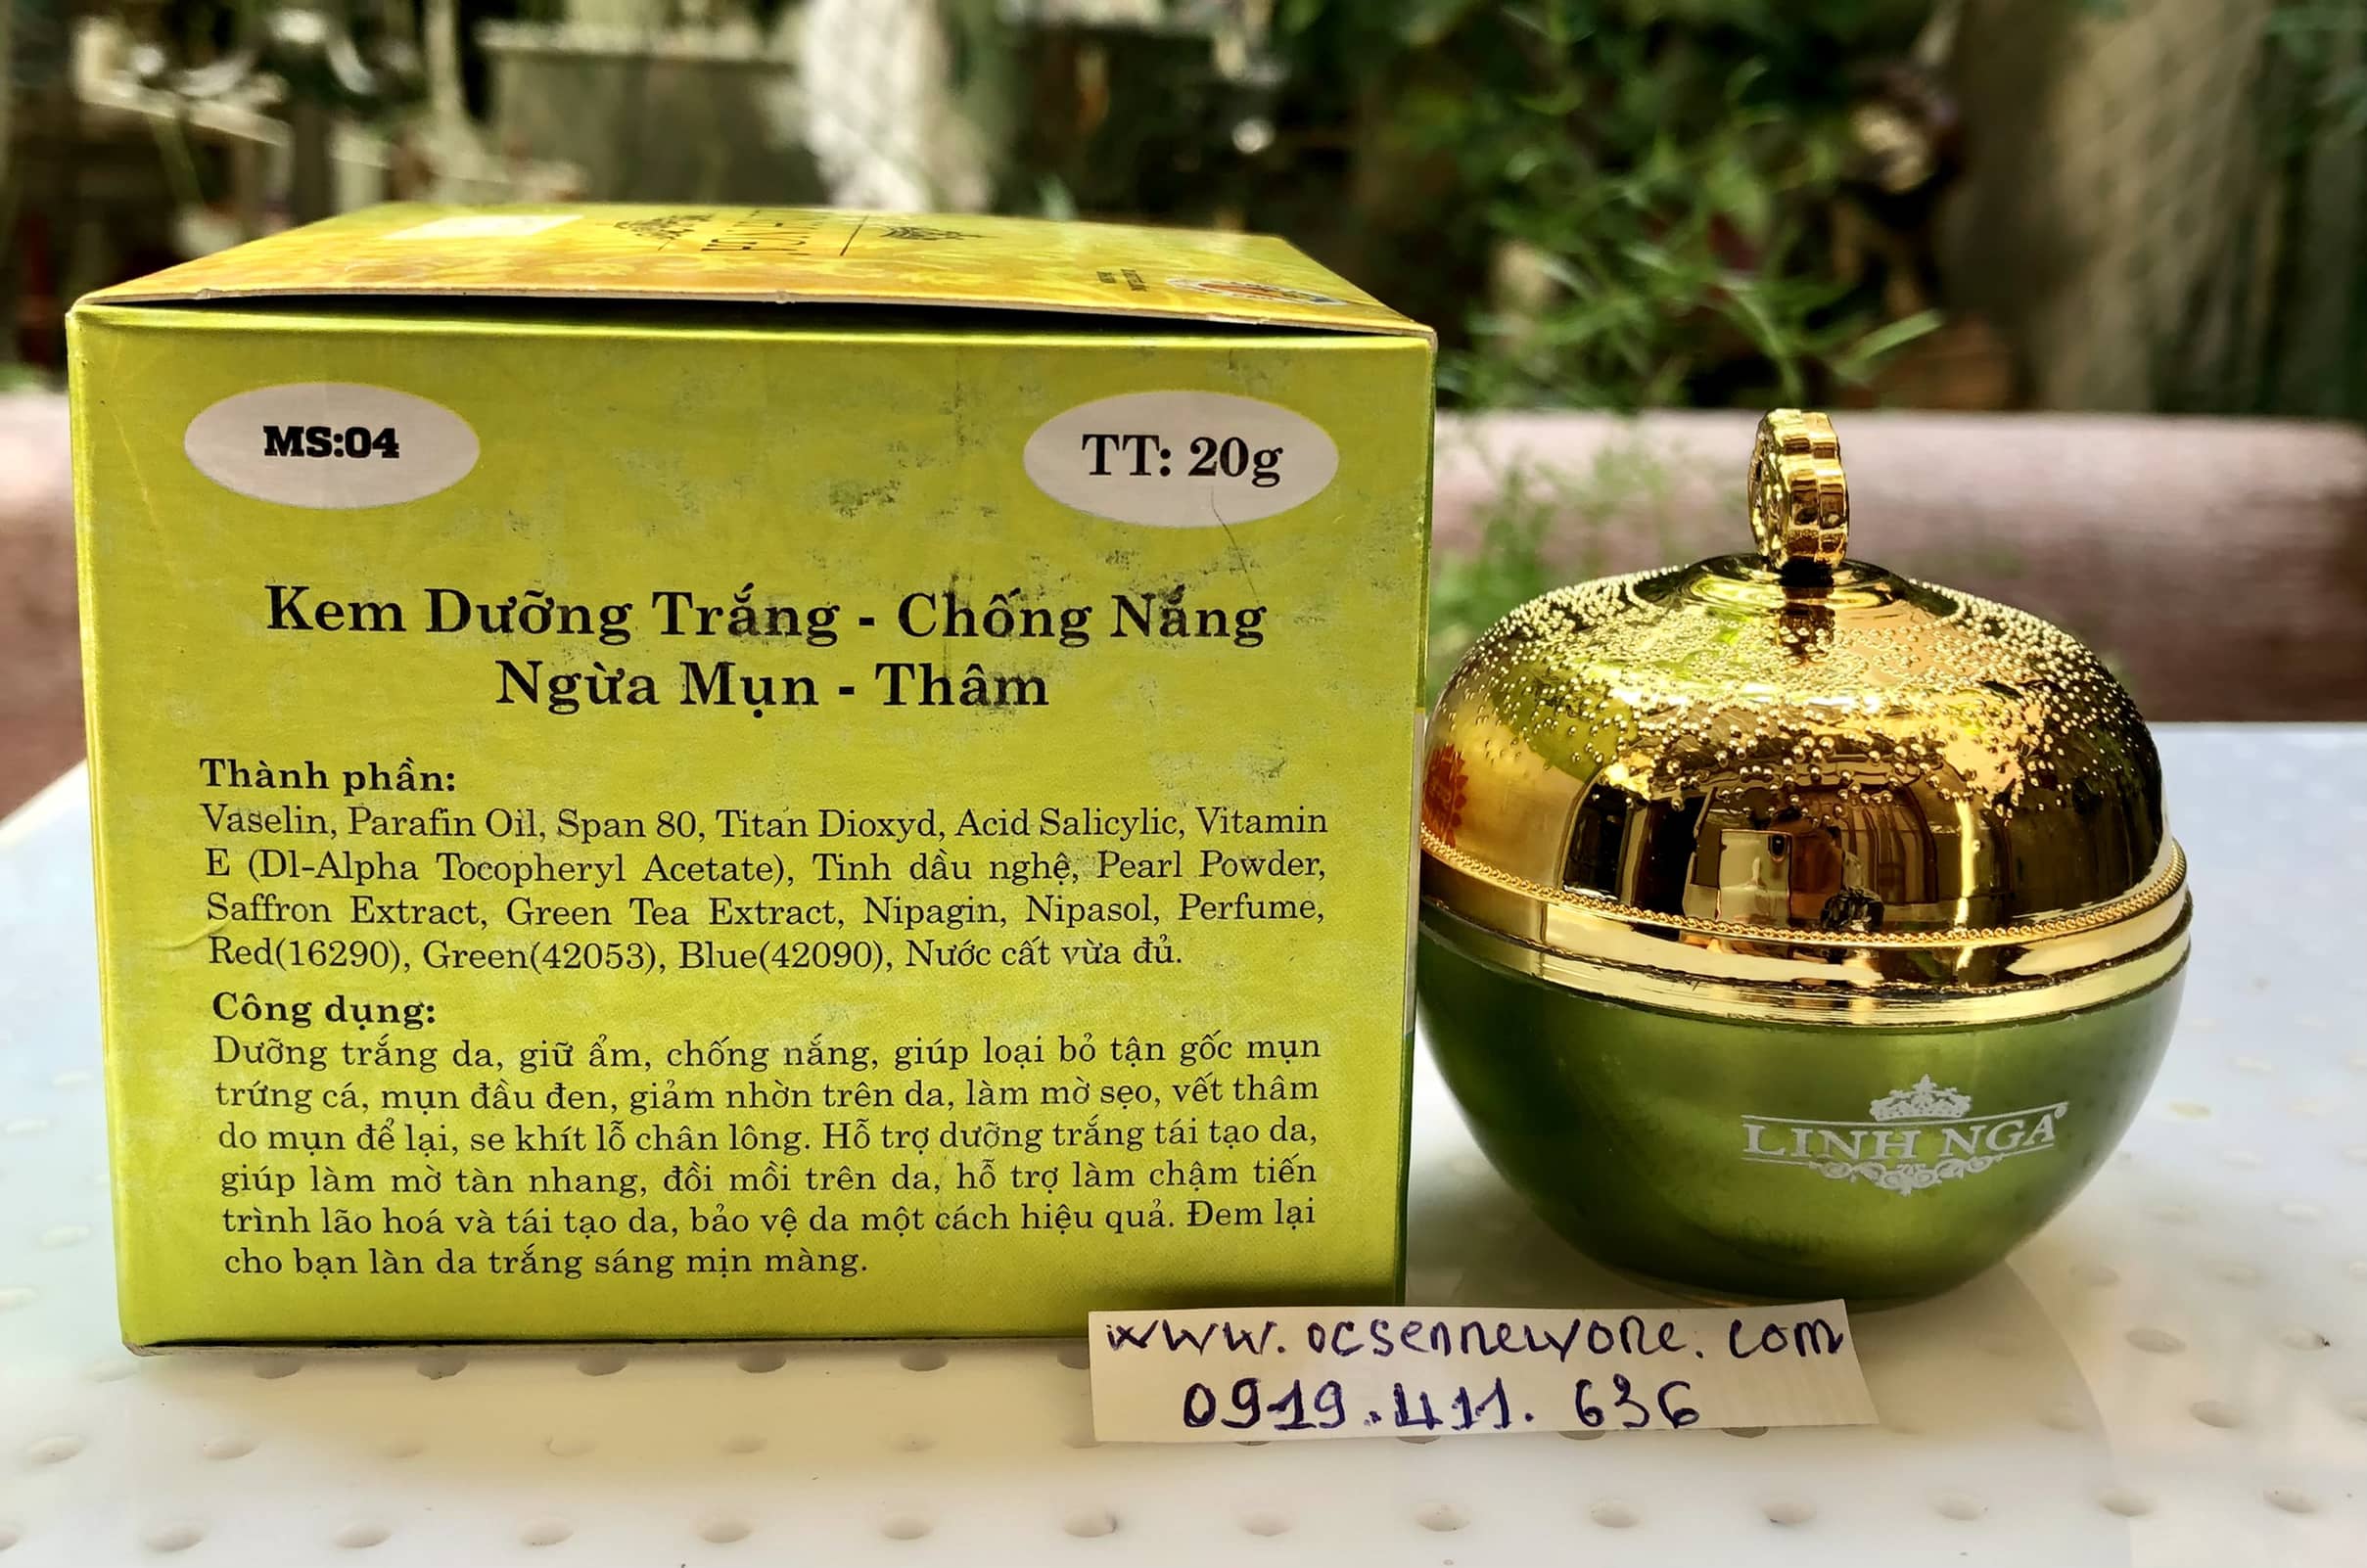 MS:04
TT: 20g
Kem Dưỡng Trắng - Chống Nắng
Ngừa Mụn - Thâm
Thành phần:
Vaselin, Parafin Oil, Span 80, Titan Dioxyd, Acid Salicylic, Vitamin
E (Dl-Alpha Tocopheryl Acetate), Tinh dầu nghệ, Pearl Powder,
Saffron Extract, Green Tea Extract, Nipagin, Nipasol, Perfume,
Red(16290), Green(42053), Blue(42090), Nước cất vừa đủ.
Công dụng:
Dưỡng trắng da, giữ ẩm, chống nắng, giúp loại bỏ tận gốc mụn
trứng cá, mụn đầu đen, giảm nhờn trên da, làm mờ sẹo, vết thâm
do mụn để lại, se khít lỗ chân lông. Hỗ trợ dưỡng trắng tái tạo da,
giúp làm mờ tàn nhang, đồi mồi trên da, hỗ trợ làm chậm tiến
trình lão hoá và tái tạo da, bảo vệ da một cách hiệu quả. Đem lại
cho bạn làn da trắng sáng mịn màng.
LINH NGA®
www.ocsennewyone.com
0919.411.636